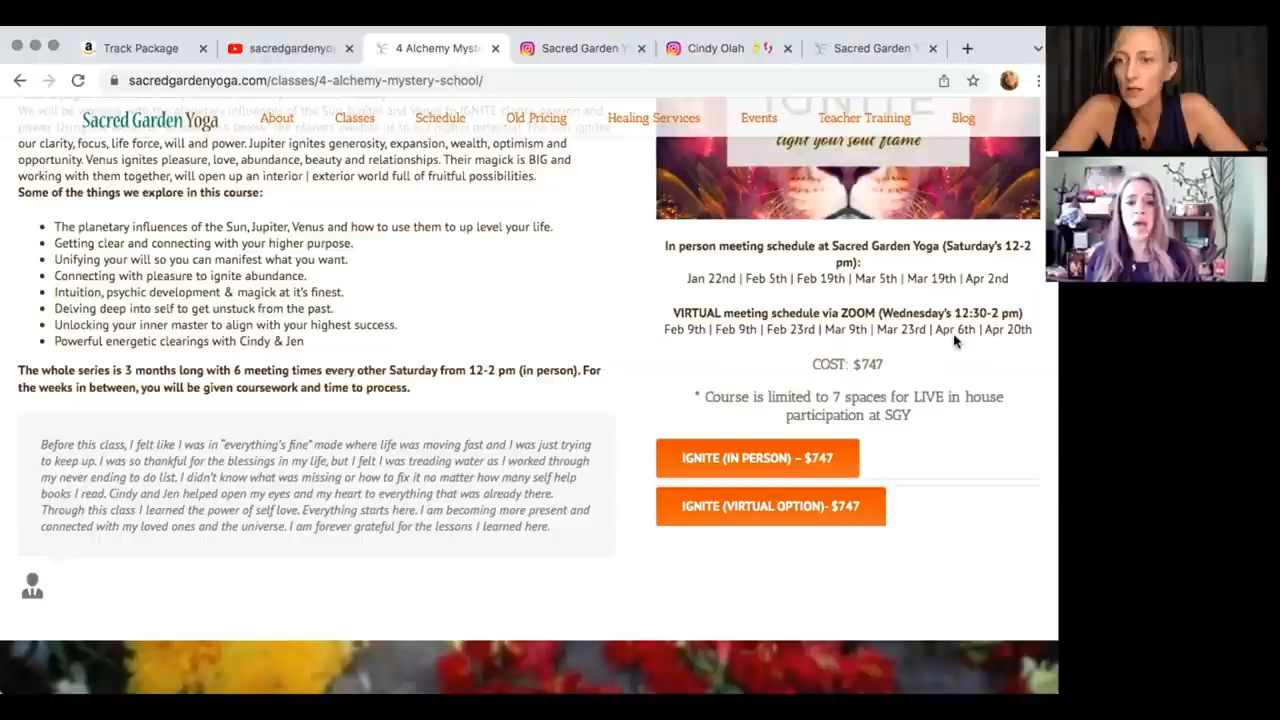 Track Package
sacredgardenyo
4 Alchemy Myst
Sacred Garden Y
Cindy Olah
Sacred Garden
sacredgardenyoga.com/classes/4-alchemy-mystery-school/
We will be working with the planetary influences of the Sun, Jupiter and Venus to IGNITE clarity, passion and
Sacred Garden Yoga
About
Classes
Schedule
Old Pricing
Healing Services
Events
Teacher Training
Blog
our clarity, focus, life force, will and power. Jupiter ignites generosity, expansion, wealth, optimism and
opportunity. Venus ignites pleasure, love, abundance, beauty and relationships. Their magick is BIG and
working with them together, will open up an interior | exterior world full of fruitful possibilities.
Some of the things we explore in this course:
The planetary influences of the Sun, Jupiter, Venus and how to use them to up level your life.
Getting clear and connecting with your higher purpose.
Unifying your will so you can manifest what you want.
Connecting with pleasure to ignite abundance.
Intuition, psychic development & magick at it's finest.
Delving deep into self to get unstuck from the past.
Unlocking your inner master to align with your highest success.
Powerful energetic clearings with Cindy & Jen
The whole series is 3 months long with 6 meeting times every other Saturday from 12-2 pm (in person). For
the weeks in between, you will be given coursework and time to process.
Before this class, I felt like I was in "everything's fine" mode where life was moving fast and I was just trying
to keep up. I was so thankful for the blessings in my life, but I felt I was treading water as I worked through
my never ending to do list. I didn't know what was missing or how to fix it no matter how many self help
books I read. Cindy and Jen helped open my eyes and my heart to everything that was already there.
Through this class I learned the power of self love. Everything starts here. I am becoming more present and
connected with my loved ones and the universe. I am forever grateful for the lessons I learned here.
IGNITE
light your soul flame
In person meeting schedule at Sacred Garden Yoga (Saturday's 12-2
pm):
Jan 22nd | Feb 5th | Feb 19th | Mar 5th | Mar 19th | Apr 2nd
VIRTUAL meeting schedule via ZOOM (Wednesday's 12:30-2 pm)
Feb 9th | Feb 9th | Feb 23rd | Mar 9th | Mar 23rd | Apr 6th | Apr 20th
COST: $747
* Course is limited to 7 spaces for LIVE in house
participation at SGY
IGNITE (IN PERSON) – $747
IGNITE (VIRTUAL OPTION)- $747